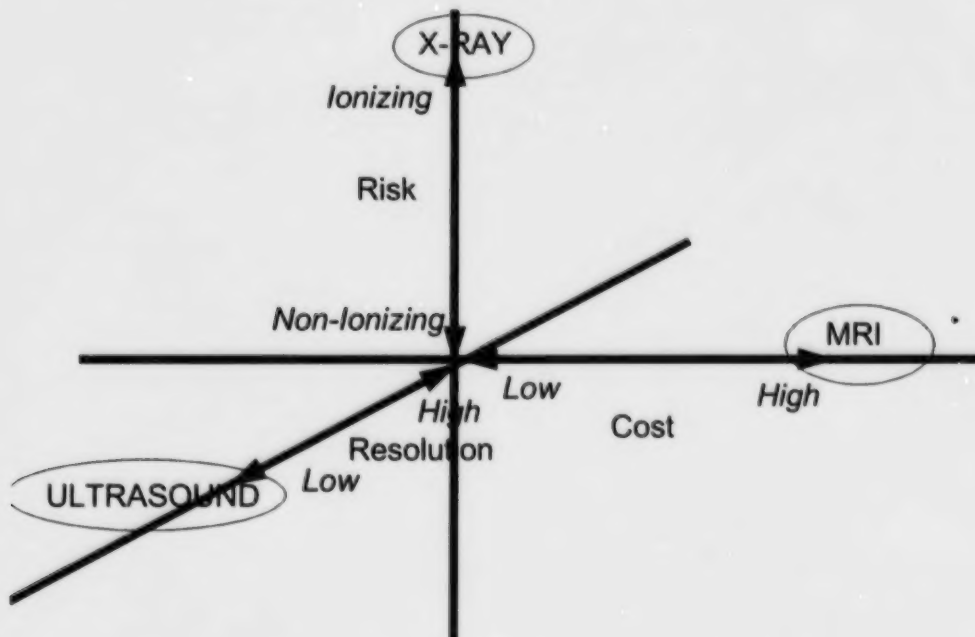 X-RAY
Ionizing
Risk
Non-Ionizing
MRI
Low
High
High
Cost
Resolution
Low
ULTRASOUND